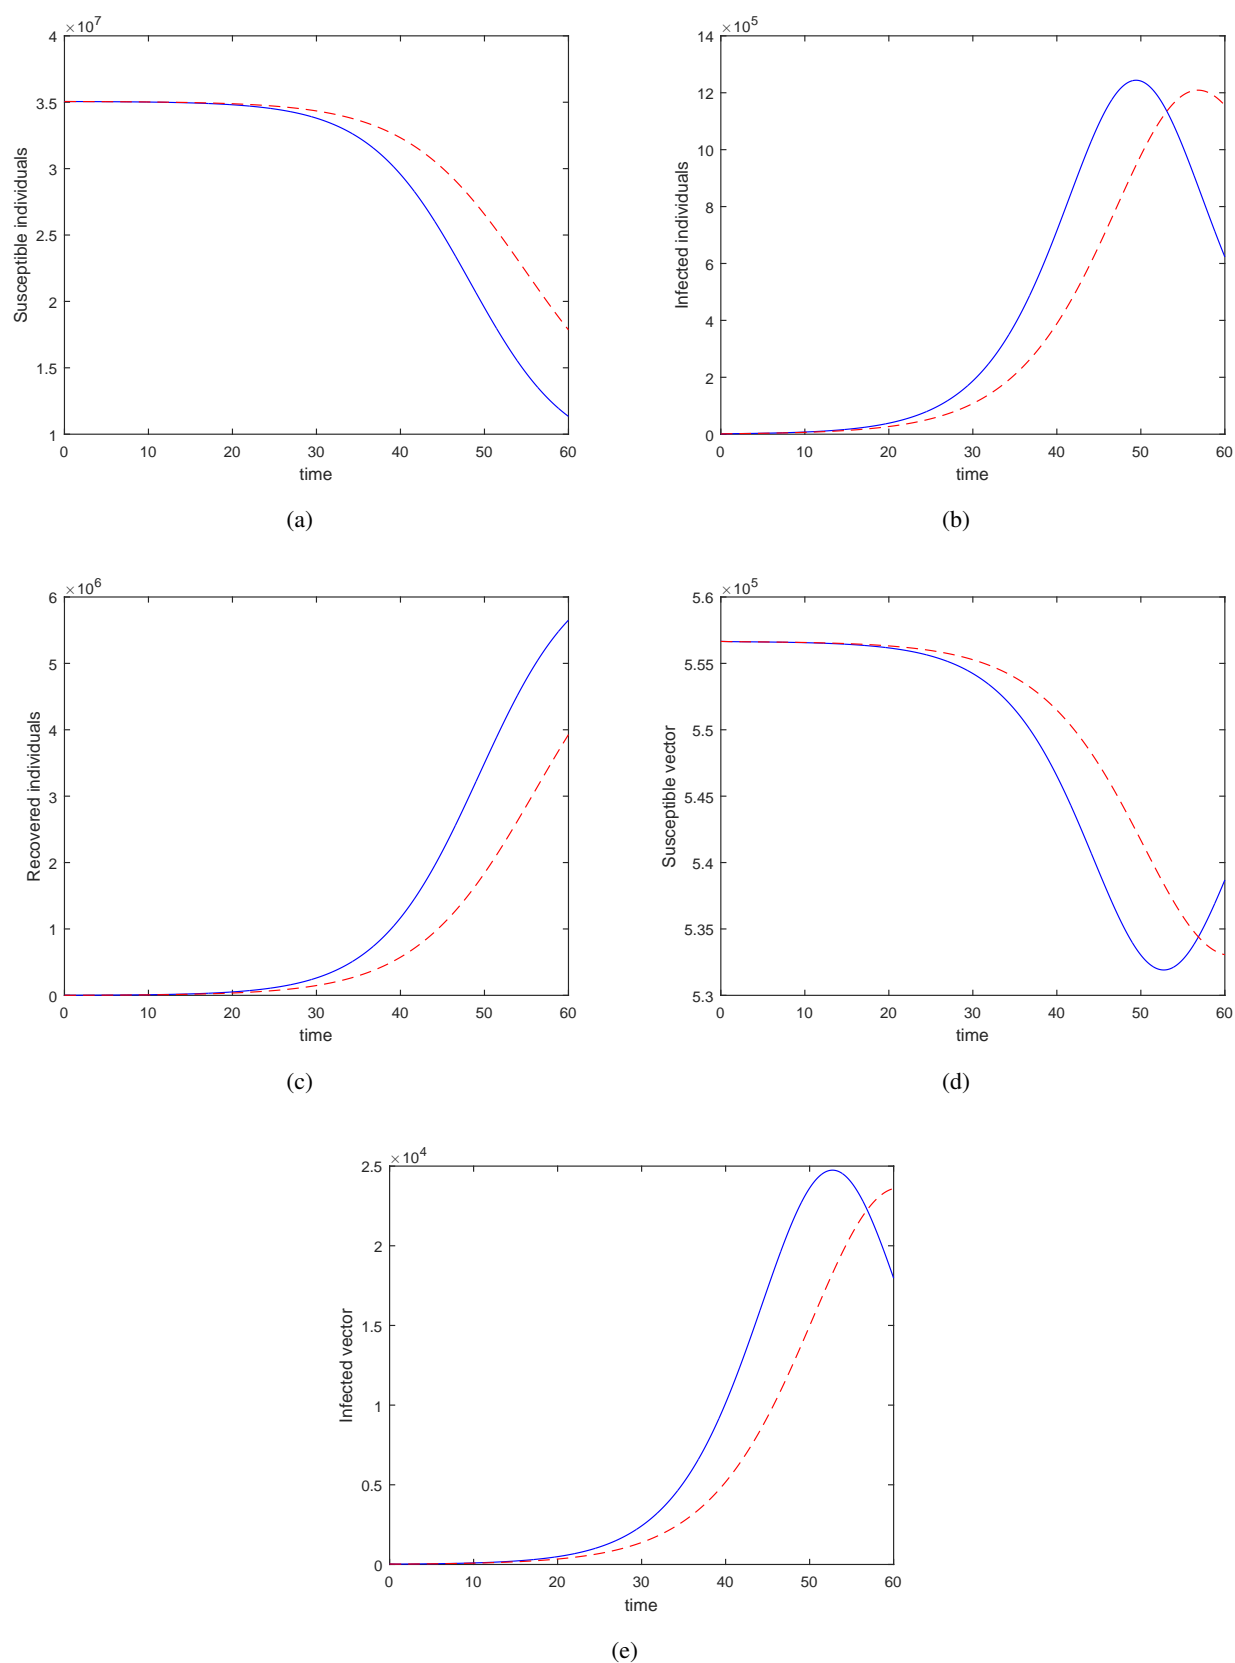 ×10^7
4
3.5
3
2.5
2
1.5
1
0 10 20 30 40 50 60
time
Susceptible individuals
(a)
×10^5
14
12
10
8
6
4
2
0
0 10 20 30 40 50 60
time
Infected individuals
(b)
×10^6
6
5
4
3
2
1
0
0 10 20 30 40 50 60
time
Recovered individuals
(c)
×10^5
5.6
5.55
5.5
5.45
5.4
5.35
5.3
0 10 20 30 40 50 60
time
Susceptible vector
(d)
×10^4
2.5
2
1.5
1
0.5
0
0 10 20 30 40 50 60
time
Infected vector
(e)